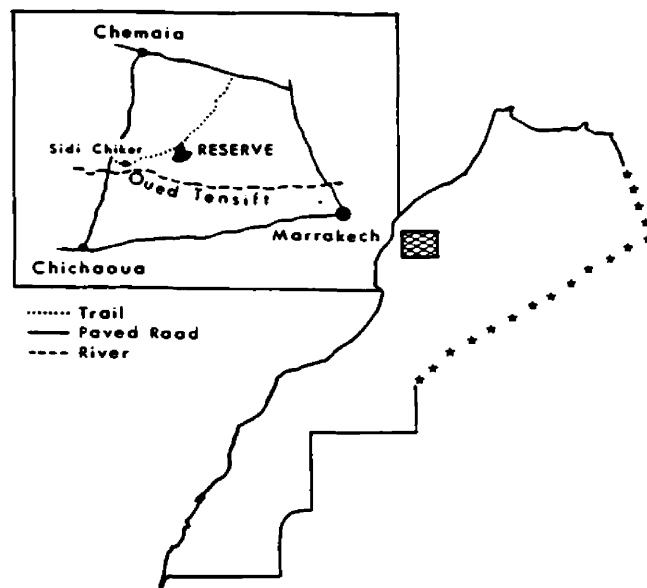 Chemaia
Sidi Chiker
RESERVE
Oued Tensift
Marrakech
Chichaoua
Trail
Paved Road
River